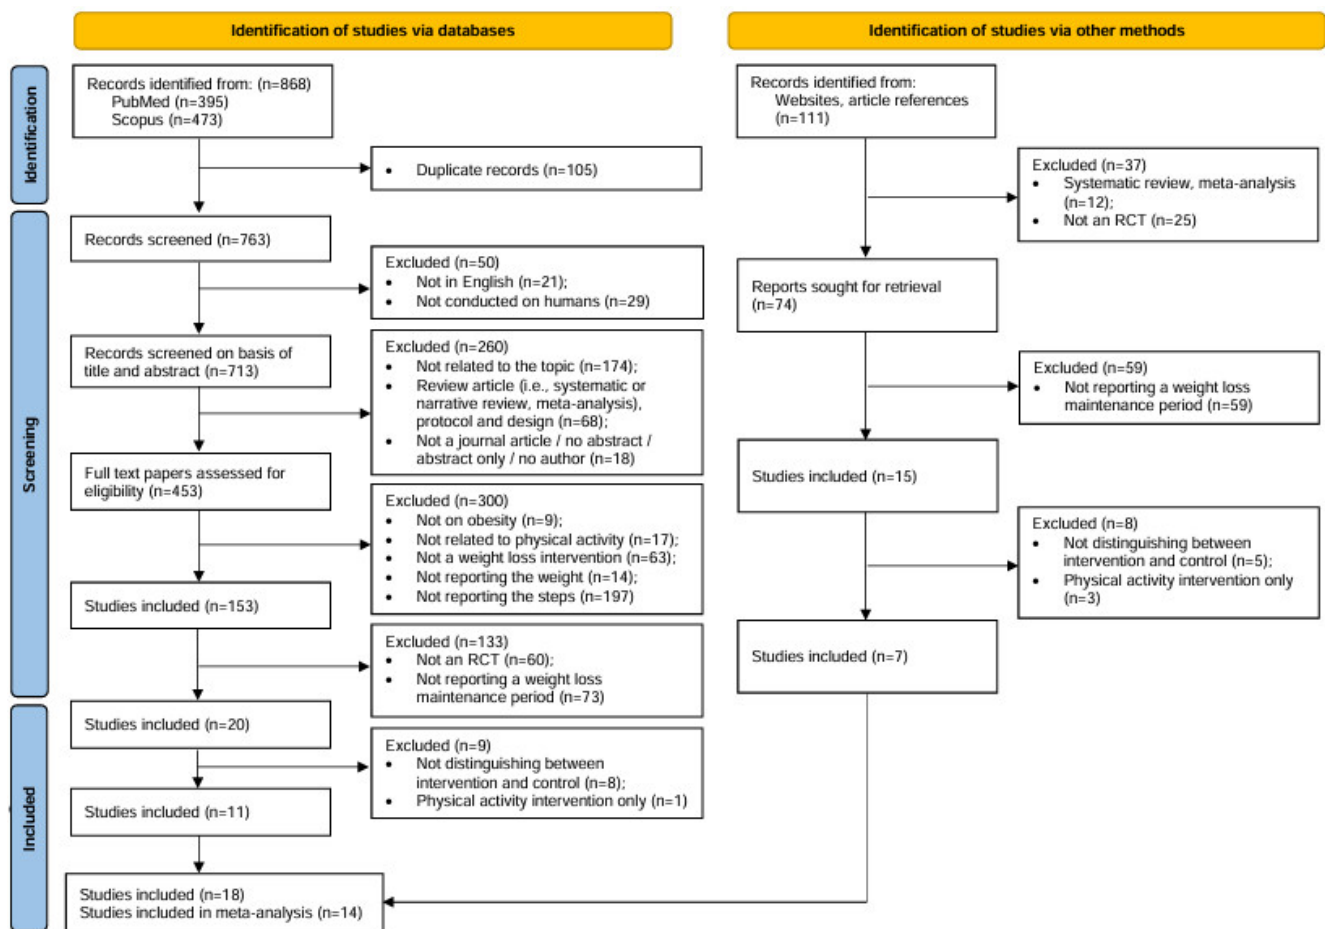 Identification of studies via databases
Identification of studies via other methods
Identification
Records identified from: (n=868)
PubMed (n=395)
Scopus (n=473)
• Duplicate records (n=105)
Screening
Records screened (n=763)
Excluded (n=50)
• Not in English (n=21);
• Not conducted on humans (n=29)
Records screened on basis of
title and abstract (n=713)
Excluded (n=260)
• Not related to the topic (n=174);
• Review article (i.e., systematic or
narrative review, meta-analysis),
protocol and design (n=68);
• Not a journal article / no abstract /
abstract only / no author (n=18)
Full text papers assessed for
eligibility (n=453)
Excluded (n=300)
• Not on obesity (n=9);
• Not related to physical activity (n=17);
• Not a weight loss intervention (n=63);
• Not reporting the weight (n=14);
• Not reporting the steps (n=197)
Studies included (n=153)
Excluded (n=133)
• Not an RCT (n=60);
• Not reporting a weight loss
maintenance period (n=73)
Included
Studies included (n=20)
Excluded (n=9)
• Not distinguishing between
intervention and control (n=8);
• Physical activity intervention only (n=1)
Studies included (n=11)
Studies included (n=18)
Studies included in meta-analysis (n=14)
Records identified from:
Websites, article references
(n=111)
Excluded (n=37)
• Systematic review, meta-analysis
(n=12);
• Not an RCT (n=25)
Reports sought for retrieval
(n=74)
Excluded (n=59)
• Not reporting a weight loss
maintenance period (n=59)
Studies included (n=15)
Excluded (n=8)
• Not distinguishing between
intervention and control (n=5);
• Physical activity intervention only
(n=3)
Studies included (n=7)